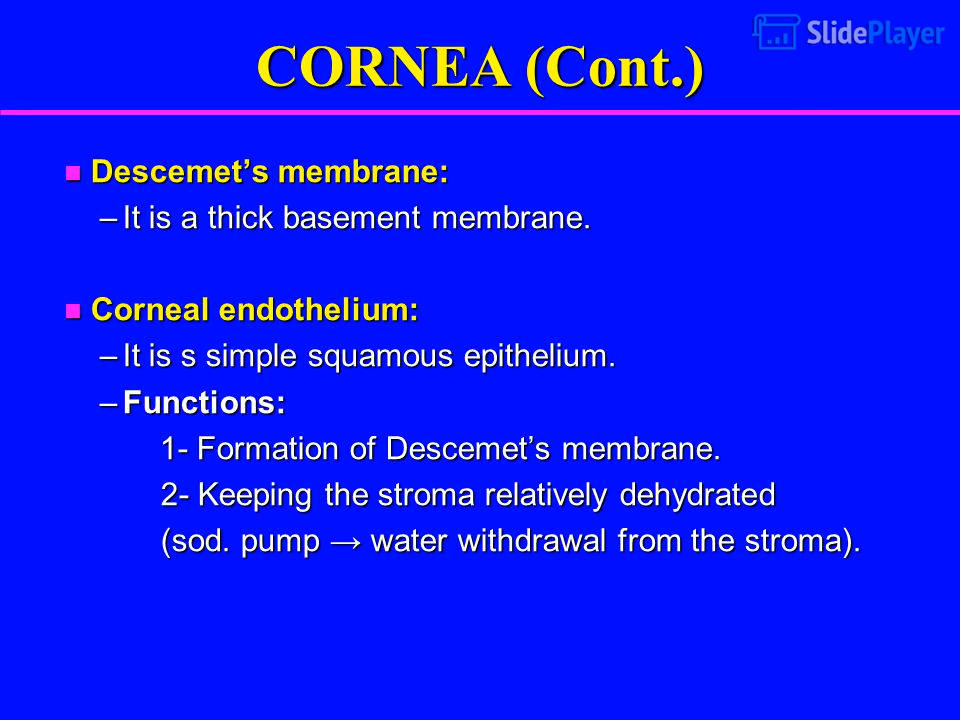 SlidePlayer
CORNEA (Cont.)
Descemet’s membrane:
–It is a thick basement membrane.
Corneal endothelium:
–It is s simple squamous epithelium.
–Functions:
1- Formation of Descemet’s membrane.
2- Keeping the stroma relatively dehydrated
(sod. pump → water withdrawal from the stroma).